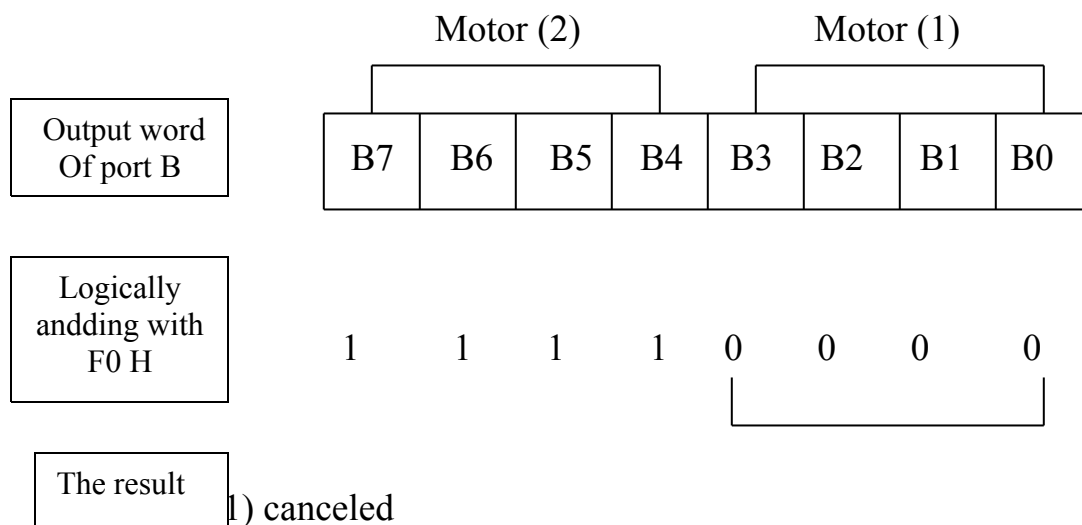 Motor (2) Motor (1)
Output word
Of port B
B7 B6 B5 B4 B3 B2 B1 B0
Logically
andding with
F0 H
1 1 1 1 0 0 0 0
The result
1) canceled